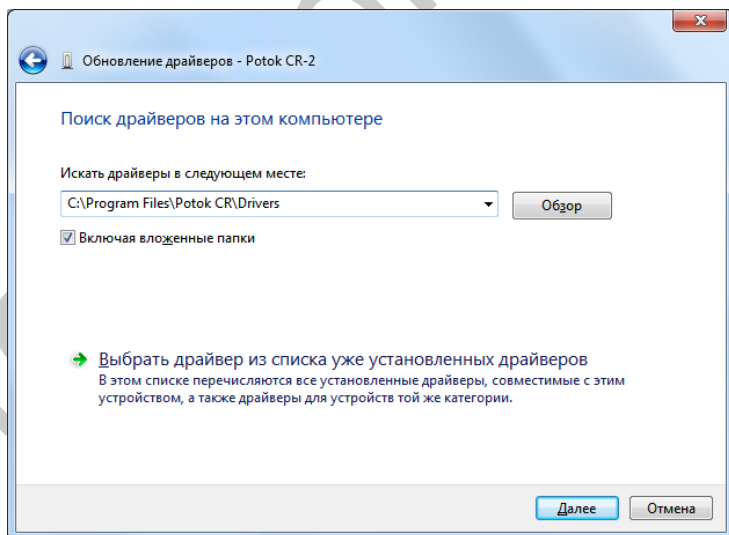 Обновление драйверов - Potok CR-2
Поиск драйверов на этом компьютере
Искать драйверы в следующем месте:
C:\Program Files\Potok CR\Drivers
Обзор
Включая вложенные папки
Выбрать драйвер из списка уже установленных драйверов
В этом списке перечисляются все установленные драйверы, совместимые с этим
устройством, а также драйверы для устройств той же категории.
Далее
Отмена